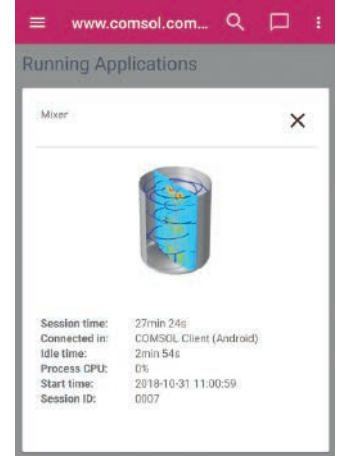 www.comsol.com...
Running Applications
Mixer
Session time: 27min 24s
Connected in: COMSOL Client (Android)
Idle time: 2min 54s
Process CPU: 0%
Start time: 2018-10-31 11:00:59
Session ID: 0007